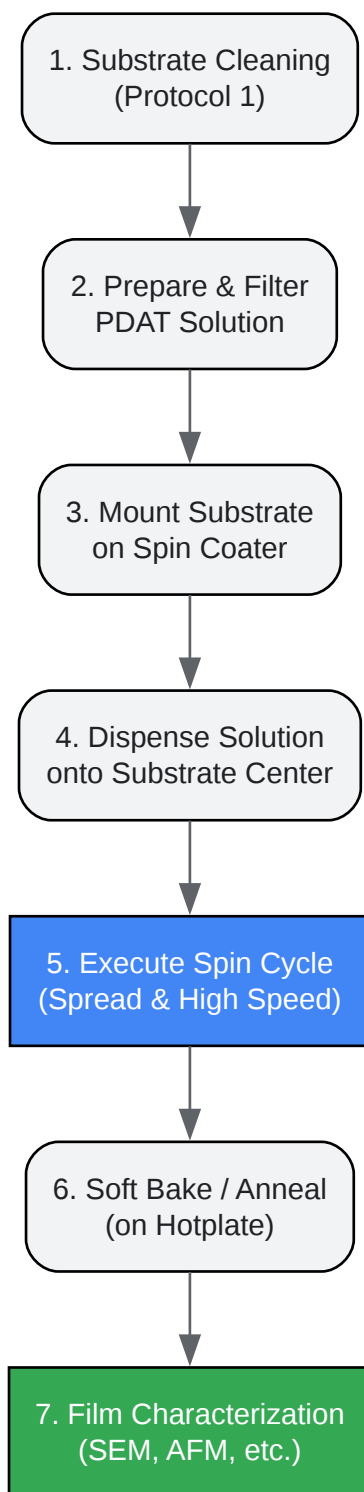 1. Substrate Cleaning
(Protocol 1)
2. Prepare & Filter
PDAT Solution
3. Mount Substrate
on Spin Coater
4. Dispense Solution
onto Substrate Center
5. Execute Spin Cycle
(Spread & High Speed)
6. Soft Bake / Anneal
(on Hotplate)
7. Film Characterization
(SEM, AFM, etc.)